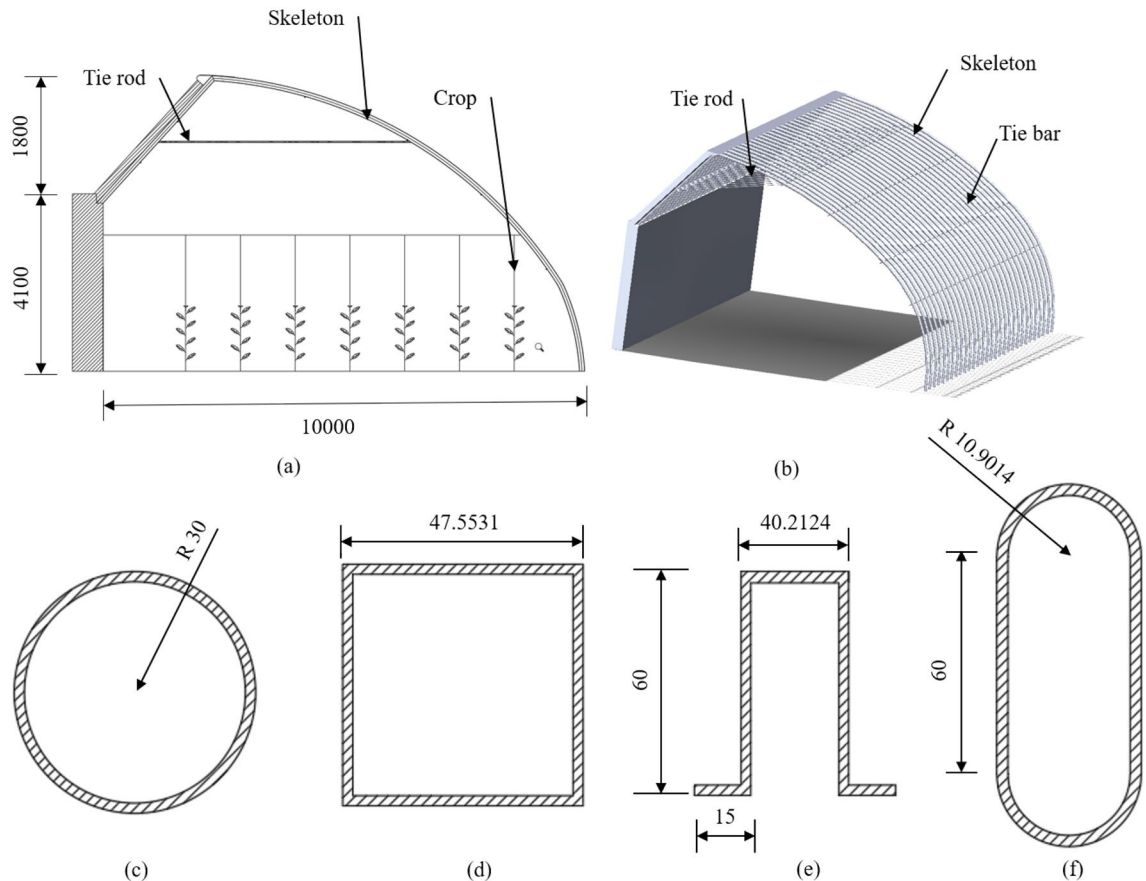 Skeleton
Tie rod
Crop
1800
4100
10000
(a)
Skeleton
Tie rod
Tie bar
(b)
R 30
(c)
47.5531
(d)
40.2124
60
15
(e)
R 10.9014
60
(f)